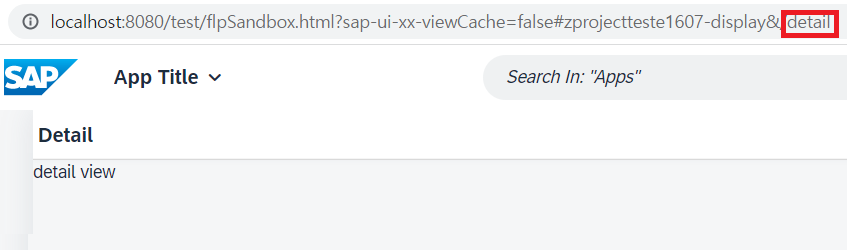 localhost:8080/test/flpSandbox.html?sap-ui-xx-viewCache=false#zprojectteste1607-display&/detail
SAP App Title Search In: "Apps"
Detail
detail view